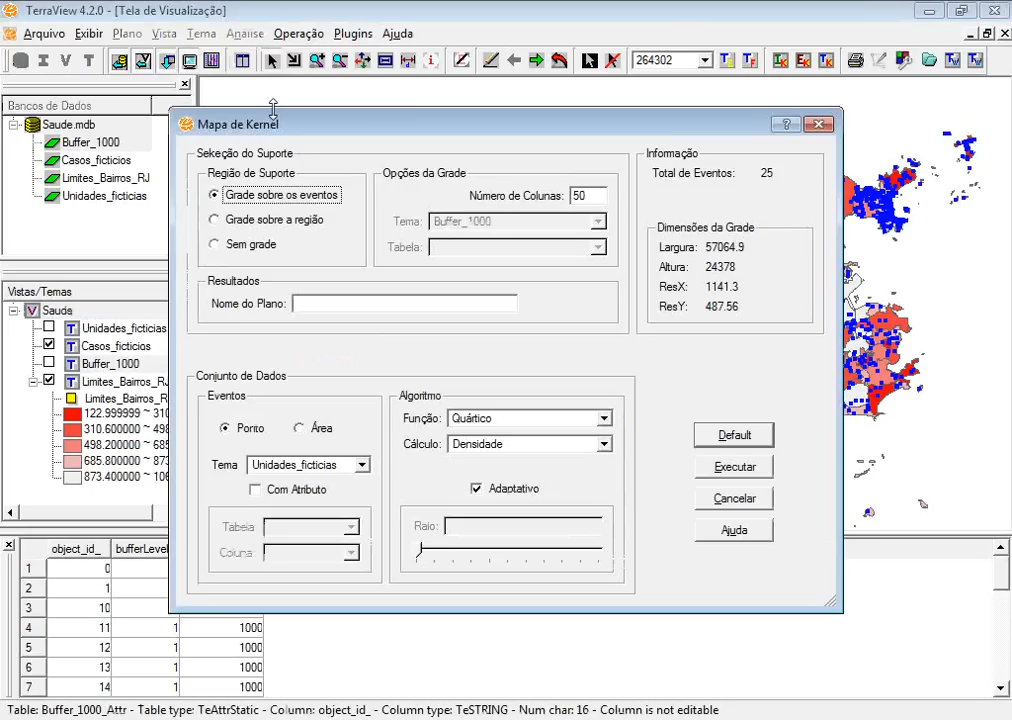 TerraView 4.2.0 - [Tela de Visualização]
Arquivo Exibir Plano Vista Tema Análise Operação Plugins Ajuda
264302
Bancos de Dados
Saude.mdb
Buffer_1000
Casos_ficticios
Limites_Bairros_RJ
Unidades_ficticias
Vistas/Temas
Saude
Unidades_ficticias
Casos_ficticios
Buffer_1000
Limites_Bairros_RJ
Limites_Bairros_R
122.999999 ~ 310
310.600000 ~ 498
498.200000 ~ 685
685.800000 ~ 873
873.400000 ~ 106
Mapa de Kernel
Sekeção do Suporte
Região de Suporte
Grade sobre os eventos
Grade sobre a região
Sem grade
Opções da Grade
Número de Colunas: 50
Tema: Buffer_1000
Tabela:
Resultados
Nome do Plano:
Informação
Total de Eventos: 25
Dimensões da Grade
Largura: 57064.9
Altura: 24378
ResX: 1141.3
ResY: 487.56
Conjunto de Dados
Eventos
Ponto Área
Tema Unidades_ficticias
Com Atributo
Tabela
Coluna
Algoritmo
Função: Quártico
Cálculo: Densidade
Adaptativo
Raio:
Default
Executar
Cancelar
Ajuda
object_id_ bufferLevel
1 0
2 1
3 10
4 11 1 1000
5 12 1 1000
6 13 1 1000
7 14 1 1000
Table: Buffer_1000_Attr - Table type: TeAttrStatic - Column: object_id_ - Column type: TeSTRING - Num char: 16 - Column is not editable